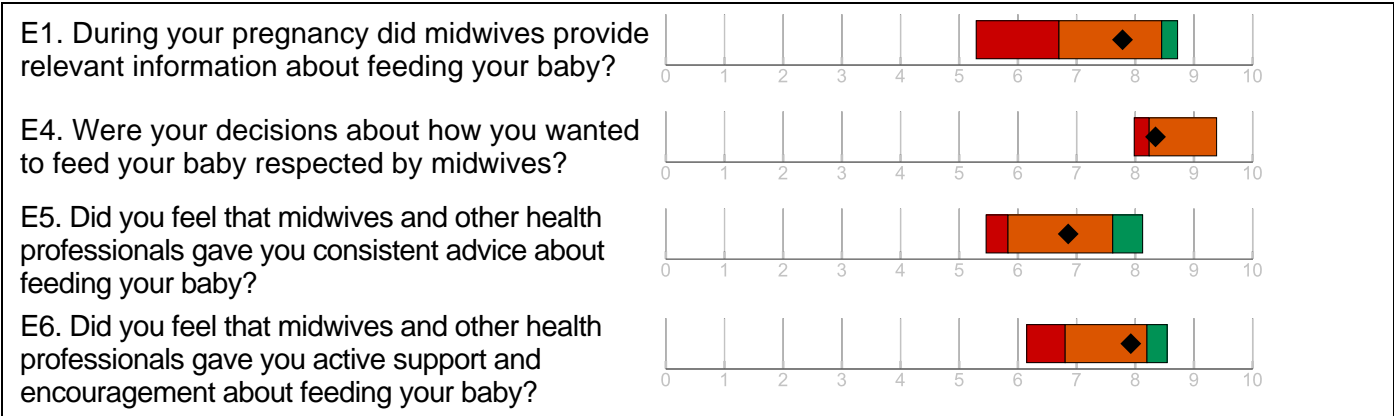 E1. During your pregnancy did midwives provide
relevant information about feeding your baby?
0 1 2 3 4 5 6 7 8 9 10
E4. Were your decisions about how you wanted
to feed your baby respected by midwives?
0 1 2 3 4 5 6 7 8 9 10
E5. Did you feel that midwives and other health
professionals gave you consistent advice about
feeding your baby?
0 1 2 3 4 5 6 7 8 9 10
E6. Did you feel that midwives and other health
professionals gave you active support and
encouragement about feeding your baby?
0 1 2 3 4 5 6 7 8 9 10